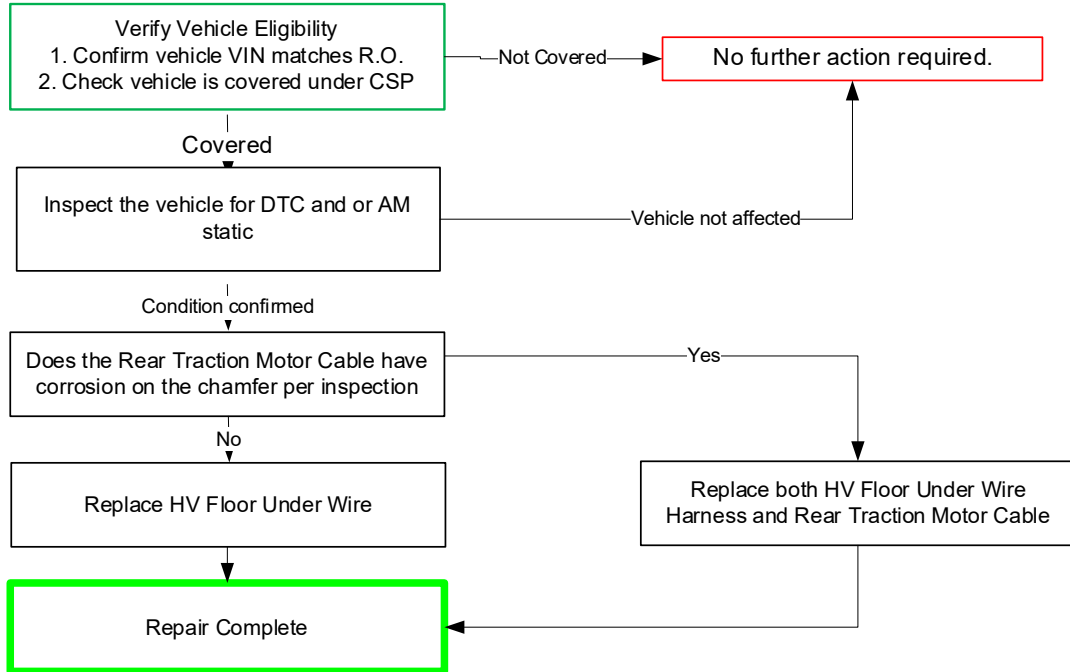 Verify Vehicle Eligibility
1. Confirm vehicle VIN matches R.O.
2. Check vehicle is covered under CSP
Not Covered
No further action required.
Covered
Inspect the vehicle for DTC and or AM
static
Vehicle not affected
Condition confirmed
Does the Rear Traction Motor Cable have
corrosion on the chamfer per inspection
Yes
No
Replace HV Floor Under Wire
Replace both HV Floor Under Wire
Harness and Rear Traction Motor Cable
Repair Complete